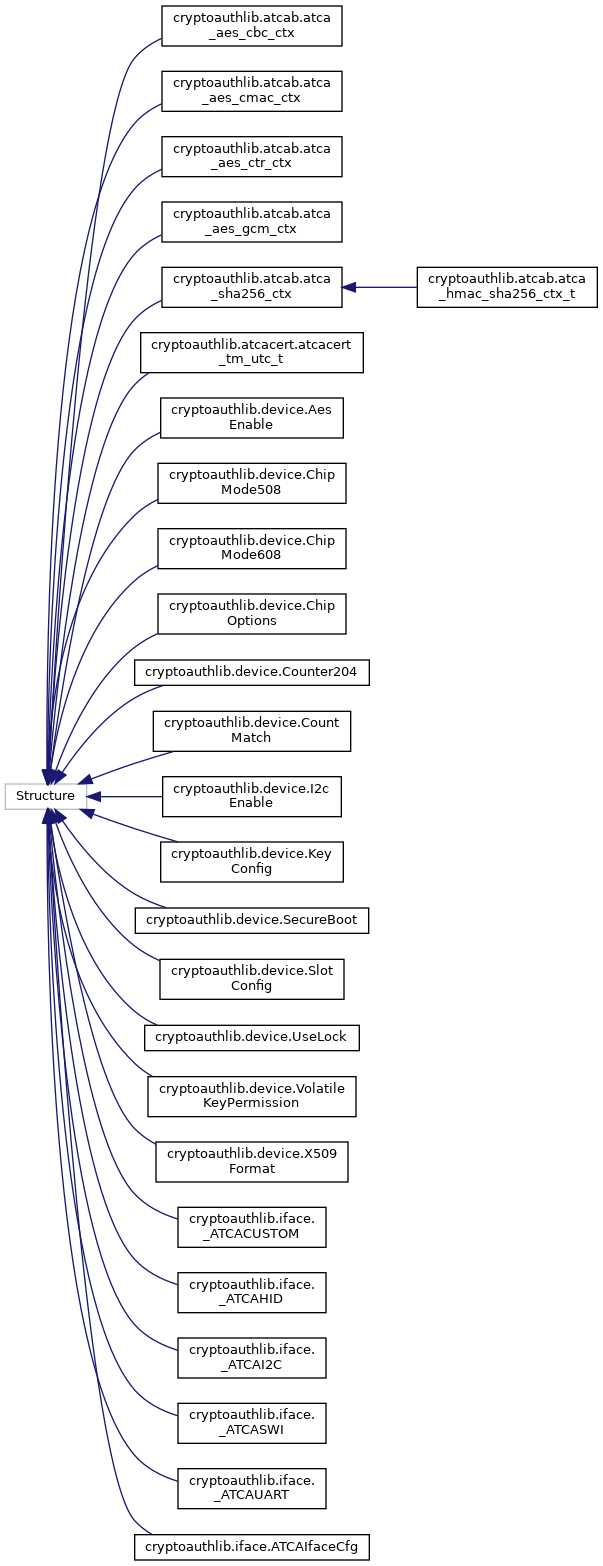 cryptoauthlib.atcab.atca
_aes_cbc_ctx
cryptoauthlib.atcab.atca
_aes_cmac_ctx
cryptoauthlib.atcab.atca
_aes_ctr_ctx
cryptoauthlib.atcab.atca
_aes_gcm_ctx
cryptoauthlib.atcab.atca
_sha256_ctx
cryptoauthlib.atcab.atca
_hmac_sha256_ctx_t
cryptoauthlib.atcacert.atcacert
_tm_utc_t
cryptoauthlib.device.Aes
Enable
cryptoauthlib.device.Chip
Mode508
cryptoauthlib.device.Chip
Mode608
cryptoauthlib.device.Chip
Options
cryptoauthlib.device.Counter204
cryptoauthlib.device.Count
Match
Structure
cryptoauthlib.device.I2c
Enable
cryptoauthlib.device.Key
Config
cryptoauthlib.device.SecureBoot
cryptoauthlib.device.Slot
Config
cryptoauthlib.device.UseLock
cryptoauthlib.device.Volatile
KeyPermission
cryptoauthlib.device.X509
Format
cryptoauthlib.iface.
_ATCACUSTOM
cryptoauthlib.iface.
_ATCAHID
cryptoauthlib.iface.
_ATCAI2C
cryptoauthlib.iface.
_ATCASWI
cryptoauthlib.iface.
_ATCAUART
cryptoauthlib.iface.ATCAIfaceCfg